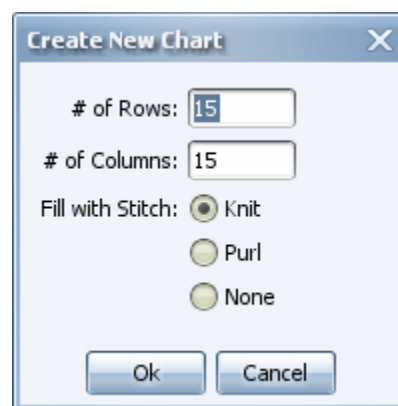 Create New Chart
# of Rows: 15
# of Columns: 15
Fill with Stitch: Knit
Purl
None
Ok Cancel